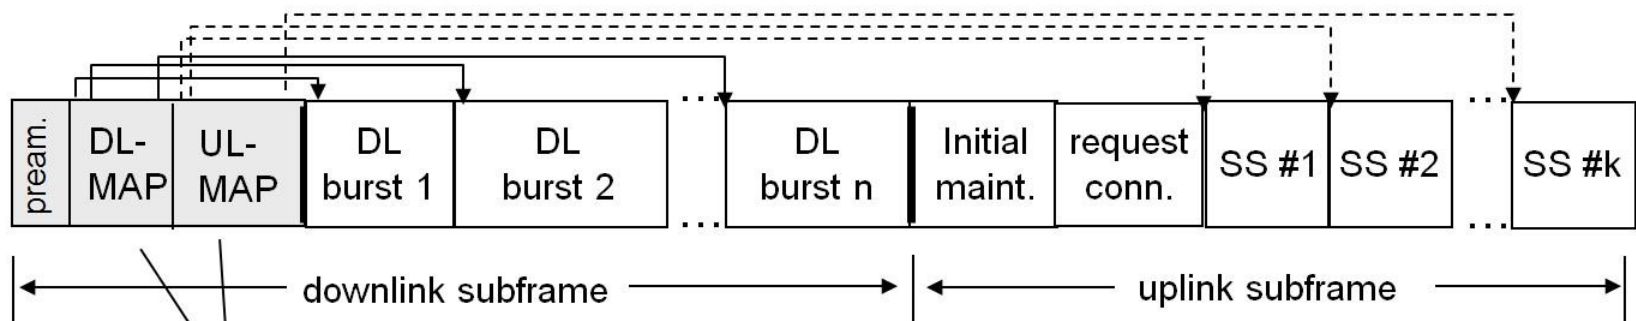 pream.
DL-
MAP
UL-
MAP
DL
burst 1
DL
burst 2
...
...
DL
burst n
Initial
maint.
request
conn.
SS #1
SS #2
...
...
SS #k
downlink subframe
uplink subframe